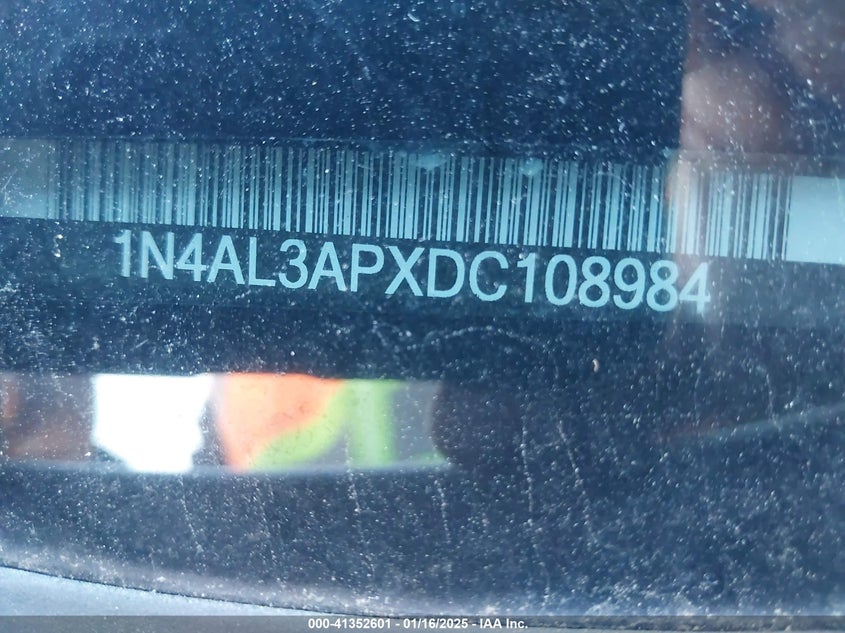 1N4AL3APXDC108984
000-41352601 - 01/16/2025 - IAA Inc.